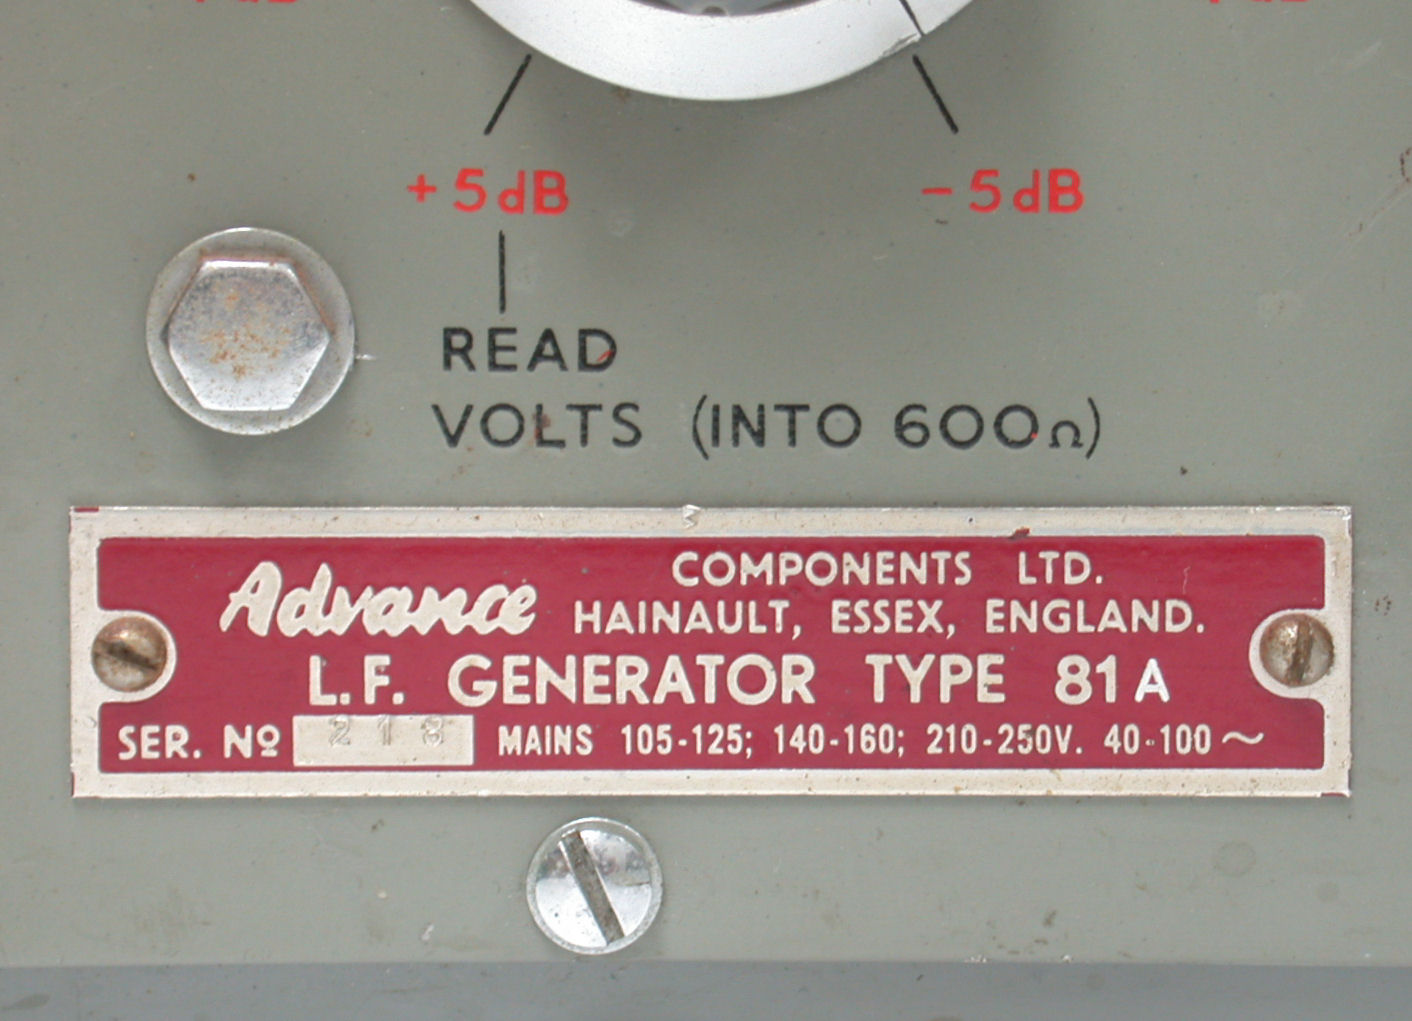 +5dB -5dB
READ
VOLTS (INTO 600Ω)
Advance COMPONENTS LTD.
HAINAULT, ESSEX, ENGLAND.
L.F. GENERATOR TYPE 81A
SER. Nº 218 MAINS 105-125; 140-160; 210-250V. 40-100~